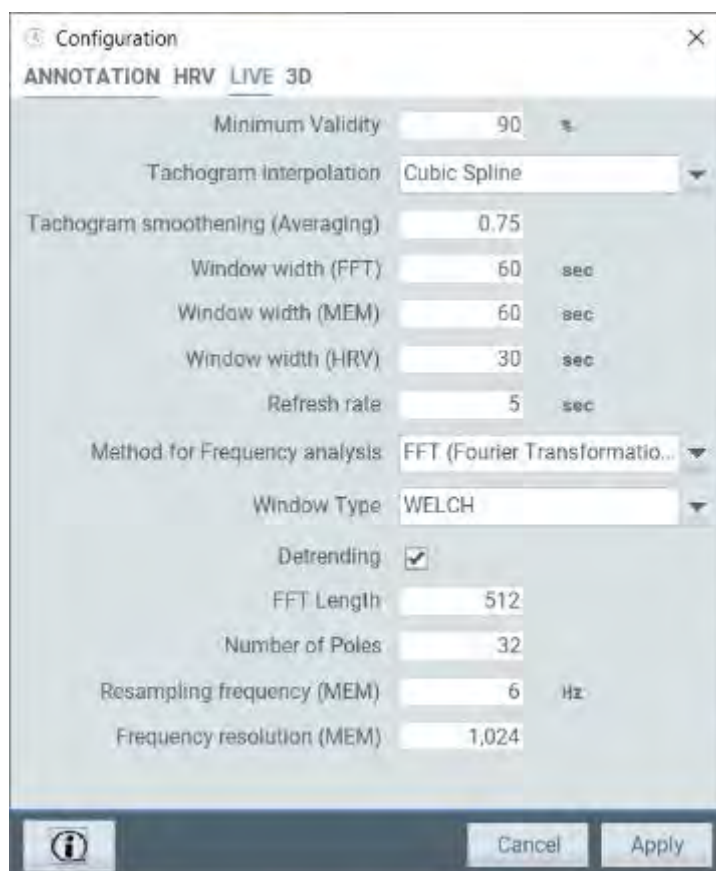 Configuration
ANNOTATION HRV LIVE 3D
Minimum Validity 90 %
Tachogram interpolation Cubic Spline
Tachogram smoothening (Averaging) 0.75
Window width (FFT) 60 sec
Window width (MEM) 60 sec
Window width (HRV) 30 sec
Refresh rate 5 sec
Method for Frequency analysis FFT (Fourier Transformatio...
Window Type WELCH
Detrending
FFT Length 512
Number of Poles 32
Resampling frequency (MEM) 6 Hz
Frequency resolution (MEM) 1,024
Cancel Apply